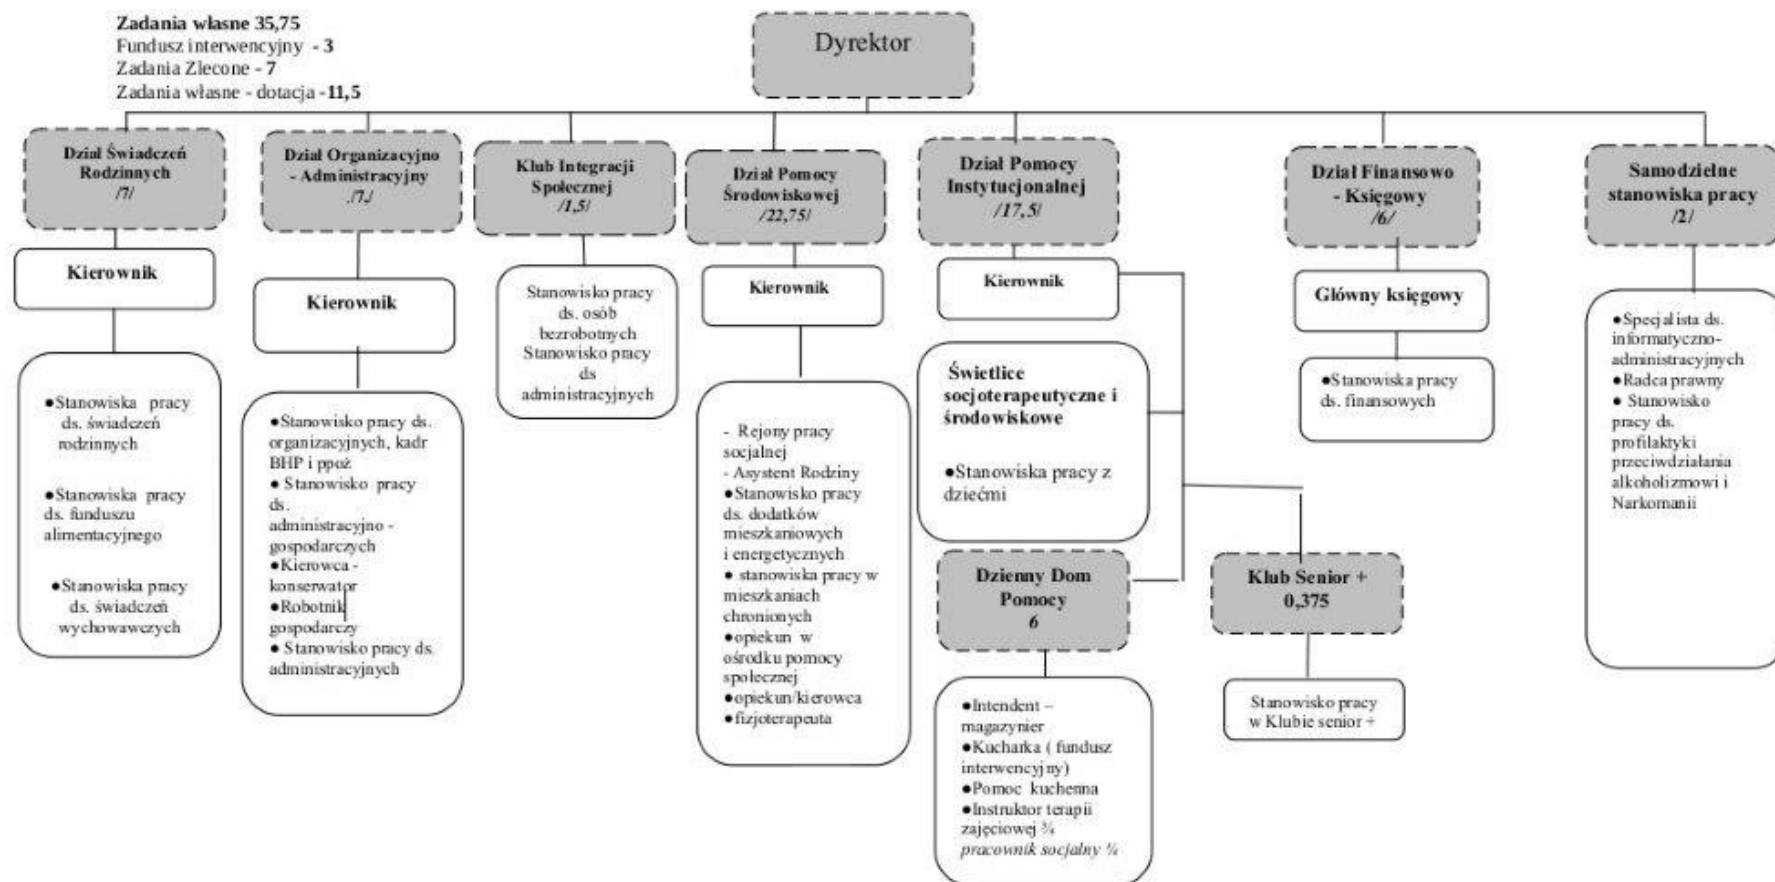 Zadania własne 35,75
Fundusz interwencyjny - 3
Zadania Zlecone - 7
Zadania własne - dotacja -11,5
Dyrektor
Dział Świadczeń
Rodzinnych
/7/
Kierownik
●Stanowiska pracy
ds. świadczeń
rodzinnych
●Stanowiska pracy
ds. funduszu
alimentacyjnego
●Stanowiska pracy
ds. świadczeń
wychowawczych
Dział Organizacyjno
- Administracyjny
./7./
Kierownik
●Stanowisko pracy ds.
organizacyjnych, kadr
BHP i ppoż
● Stanowisko pracy
ds.
administracyjno -
gospodarczych
●Kierowca -
konserwator
●Robotnik
gospodarczy
● Stanowisko pracy ds.
administracyjnych
Klub Integracji
Społecznej
/1,5/
Stanowisko pracy
ds. osób
bezrobotnych
Stanowisko pracy
ds
administracyjnych
Dział Pomocy
Środowiskowej
/22,75/
Kierownik
- Rejony pracy
socjalnej
- Asystent Rodziny
●Stanowisko pracy
ds. dodatków
mieszkaniowych
i energetycznych
● stanowiska pracy w
mieszkaniach
chronionych
●opiekun w
ośrodku pomocy
społecznej
●opiekun/kierowca
●fizjoterapeuta
Dział Pomocy
Instytucjonalnej
/17,5/
Kierownik
Świetlice
socjoterapeutyczne i
środowiskowe
●Stanowiska pracy z
dziećmi
Dzienny Dom
Pomocy
6
●Intendent –
magazynier
●Kucharka ( fundusz
interwencyjny)
●Pomoc kuchenna
●Instruktor terapii
zajęciowej ¾
pracownik socjalny ¼
Klub Senior +
0,375
Stanowisko pracy
w Klubie senior +
Dział Finansowo
- Księgowy
/6/
Główny księgowy
●Stanowiska pracy
ds. finansowych
Samodzielne
stanowiska pracy
/2/
●Specjalista ds.
informatyczno-
administracyjnych
●Radca prawny
● Stanowisko
pracy ds.
profilaktyki
przeciwdziałania
alkoholizmowi i
Narkomanii